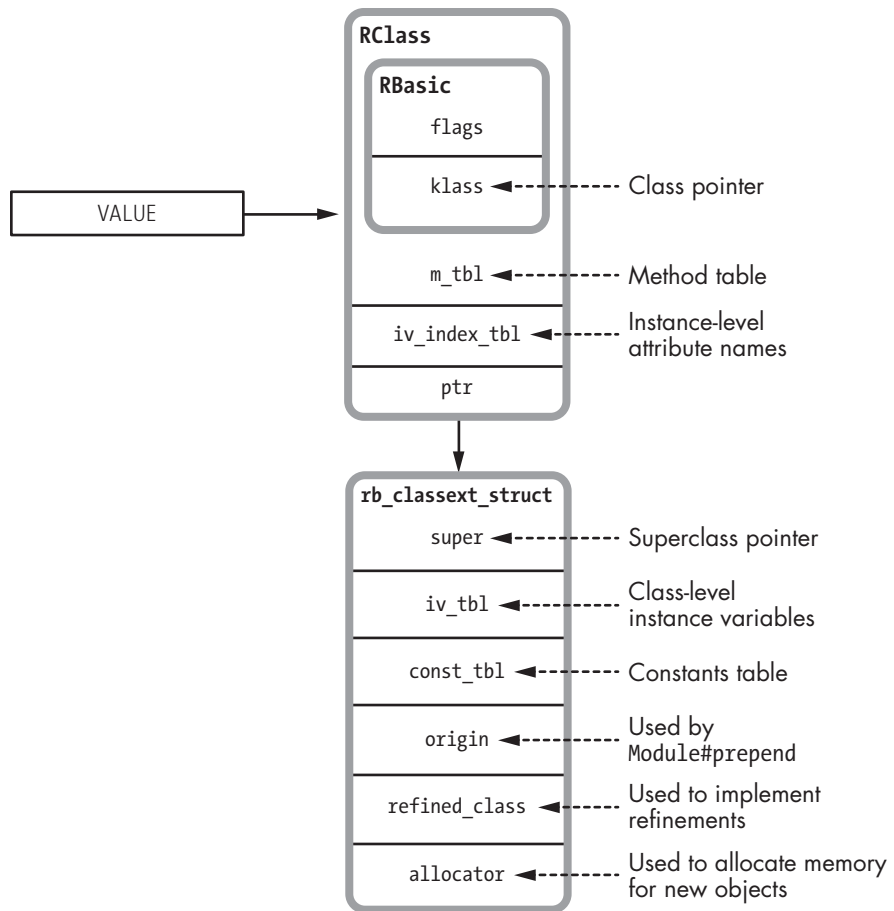 RClass
RBasic
flags
klass
Class pointer
VALUE
m_tbl
Method table
iv_index_tbl
Instance-level
attribute names
ptr
rb_classext_struct
super
Superclass pointer
iv_tbl
Class-level
instance variables
const_tbl
Constants table
origin
Used by
Module#prepend
refined_class
Used to implement
refinements
allocator
Used to allocate memory
for new objects